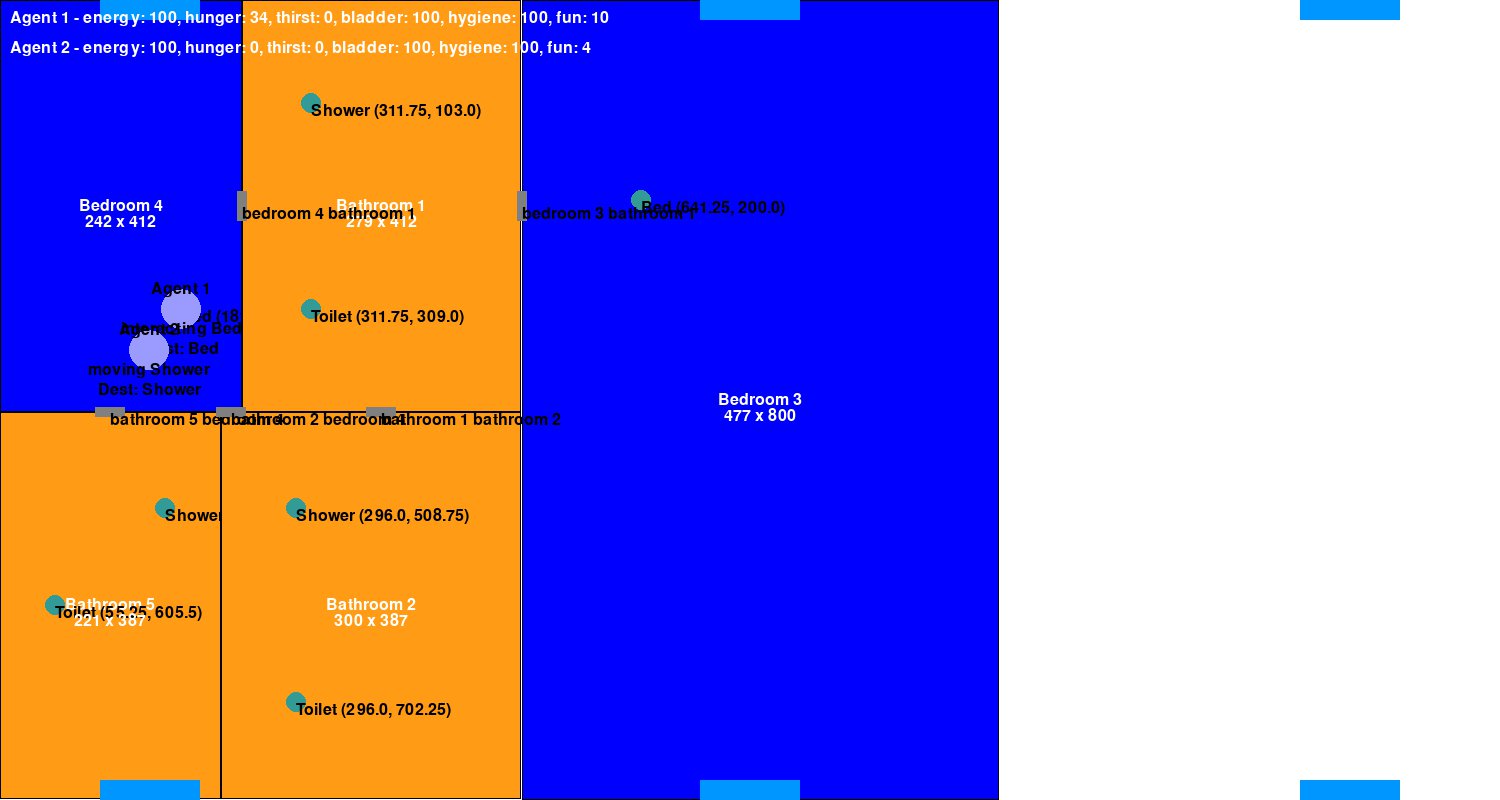 Agent 1 - energy: 100, hunger: 34, thirst: 0, bladder: 100, hygiene: 100, fun: 10
Agent 2 - energy: 100, hunger: 0, thirst: 0, bladder: 100, hygiene: 100, fun: 4
Shower (311.75, 103.0)
Bedroom 4
242 x 412
Bathroom 1
279 x 412
bedroom 4 bathroom 1
Bed (641.25, 200.0)
bedroom 3 bathroom 1
Agent 1
Toilet (311.75, 309.0)
Agent 2
Bed
Bed
moving Shower
Dest: Shower
Bedroom 3
477 x 800
bathroom 5 bedroom 4
bathroom 2 bedroom 4
bathroom 1 bathroom 2
Shower
Shower (296.0, 508.75)
Bathroom 5
221 x 387
Toilet (55.25, 605.5)
Bathroom 2
300 x 387
Toilet (296.0, 702.25)